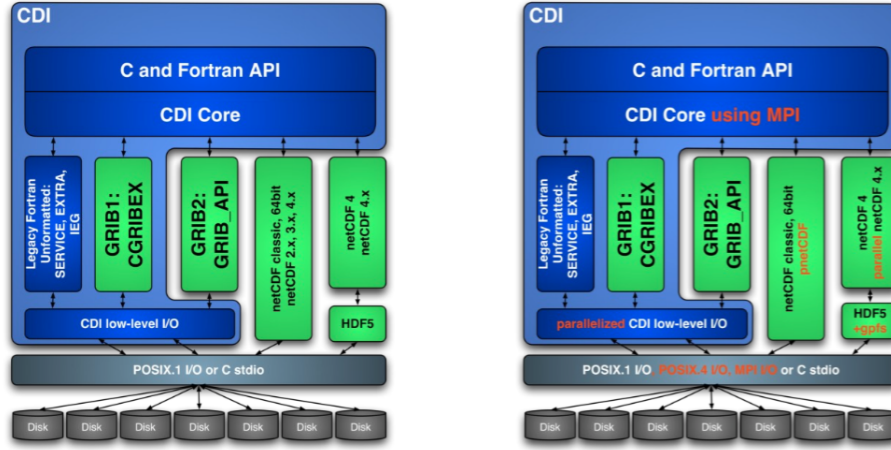 CDI
C and Fortran API
CDI Core
Legacy Fortran
Unformatted:
SERVICE, EXTRA,
IEG
GRIB1:
CGRIBEX
GRIB2:
GRIB_API
netCDF classic, 64bit
netCDF 2.x, 3.x, 4.x
netCDF 4
netCDF 4.x
CDI low-level I/O
HDF5
POSIX.1 I/O or C stdio
Disk
Disk
Disk
Disk
Disk
Disk
Disk
CDI
C and Fortran API
CDI Core using MPI
Legacy Fortran
Unformatted:
SERVICE, EXTRA,
IEG
GRIB1:
CGRIBEX
GRIB2:
GRIB_API
netCDF classic, 64bit
pnetCDF
netCDF 4
parallel netCDF 4.x
parallelized CDI low-level I/O
HDF5
+gpfs
POSIX.1 I/O, POSIX.4 I/O, MPI I/O or C stdio
Disk
Disk
Disk
Disk
Disk
Disk
Disk